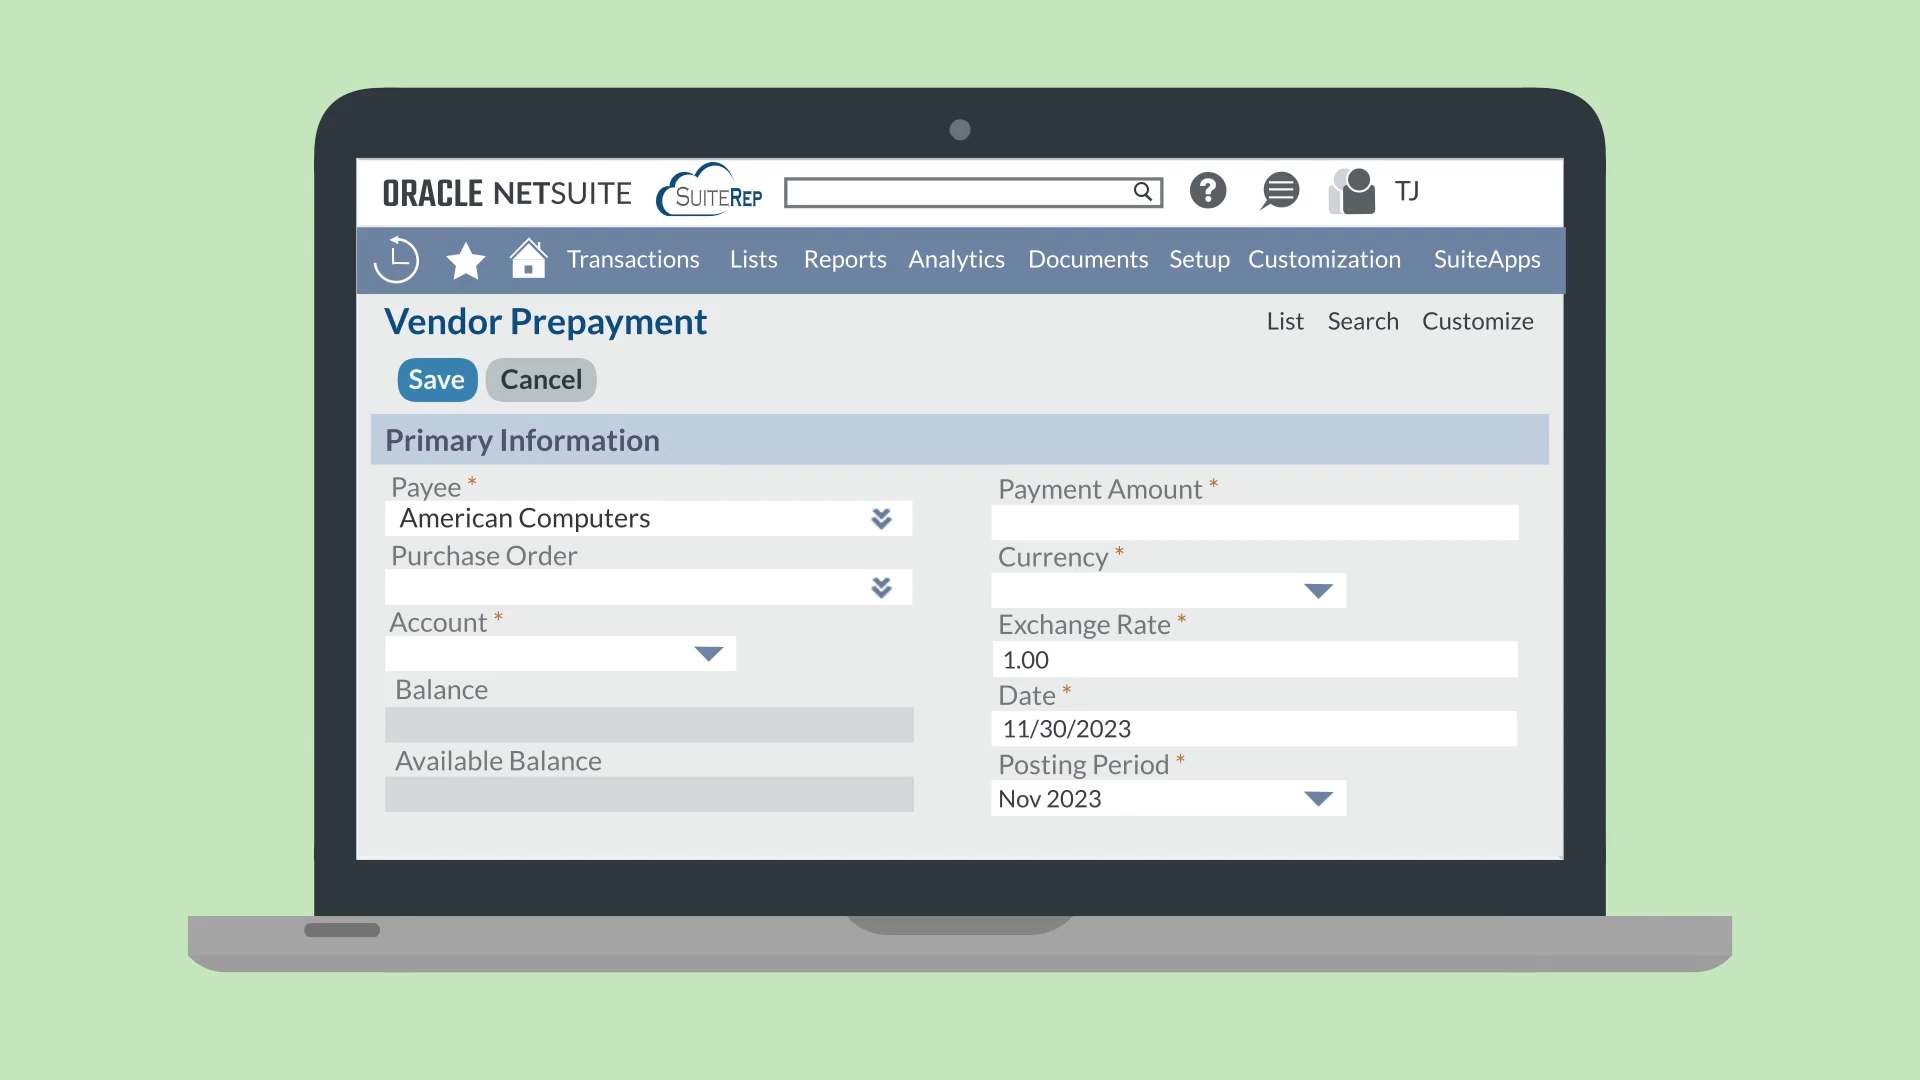 ORACLE NETSUITE SUITEREP ? TJ
Transactions Lists Reports Analytics Documents Setup Customization SuiteApps
Vendor Prepayment List Search Customize
Save Cancel
Primary Information
Payee *
American Computers
Purchase Order
Account *
Balance
Available Balance
Payment Amount *
Currency *
Exchange Rate *
1.00
Date *
11/30/2023
Posting Period *
Nov 2023